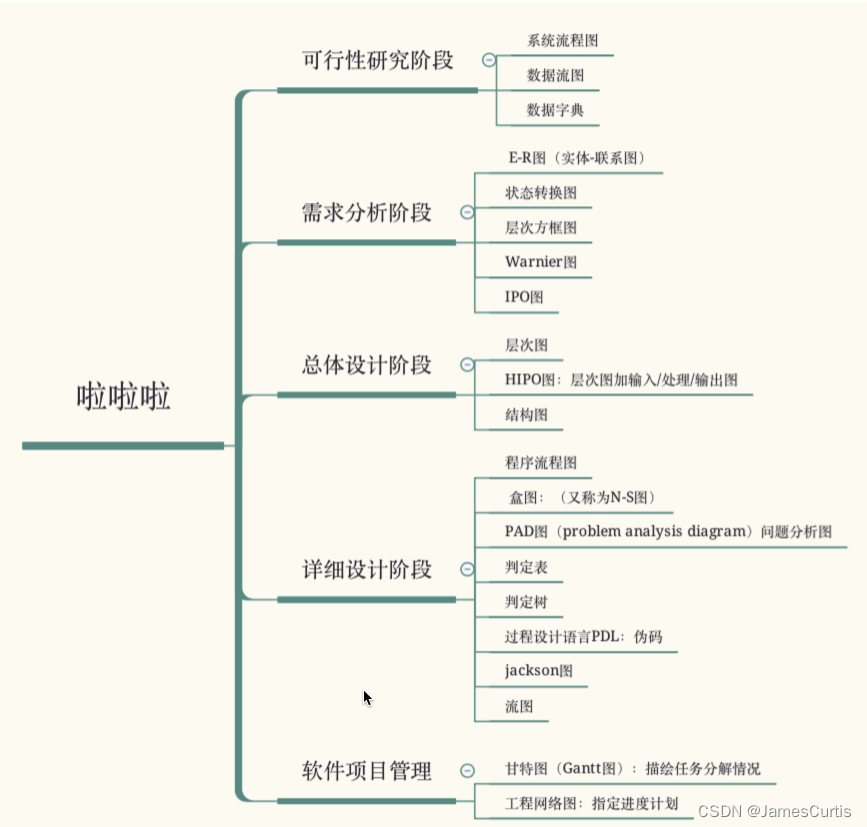 可行性研究阶段
系统流程图
数据流图
数据字典
需求分析阶段
E-R图（实体-联系图）
状态转换图
层次方框图
Warnier图
IPO图
啦啦啦
总体设计阶段
层次图
HIPO图：层次图加输入/处理/输出图
结构图
详细设计阶段
程序流程图
盒图：（又称为N-S图）
PAD图（problem analysis diagram）问题分析图
判定表
判定树
过程设计语言PDL：伪码
jackson图
流图
软件项目管理
甘特图（Gantt图）：描绘任务分解情况
工程网络图：指定进度计划
CSDN @JamesCurtis